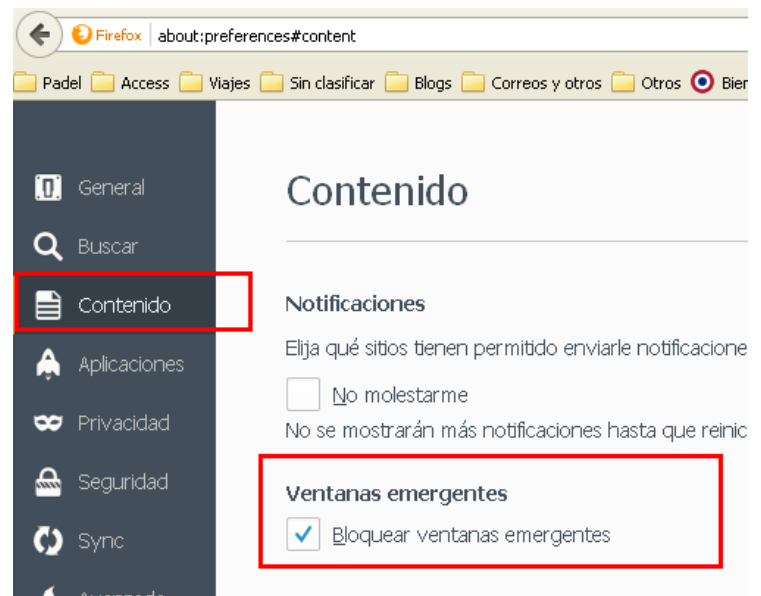 Firefox about:preferences#content
Padel Access Viajes Sin clasificar Blogs Correos y otros Otros Bier
General
Contenido
Buscar
Contenido
Notificaciones
Elija qué sitios tienen permitido enviarle notificacione
Aplicaciones
No molestarme
Privacidad
No se mostrarán más notificaciones hasta que reinic
Seguridad
Ventanas emergentes
Bloquear ventanas emergentes
Sync